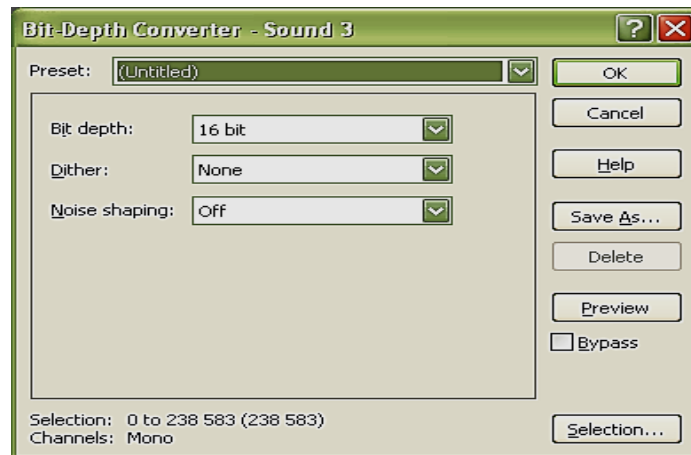 Bit-Depth Converter - Sound 3
?
X
Preset: (Untitled)
OK
Bit depth: 16 bit
Cancel
Dither: None
Help
Noise shaping: Off
Save As...
Delete
Preview
Bypass
Selection: 0 to 238 583 (238 583)
Channels: Mono
Selection...